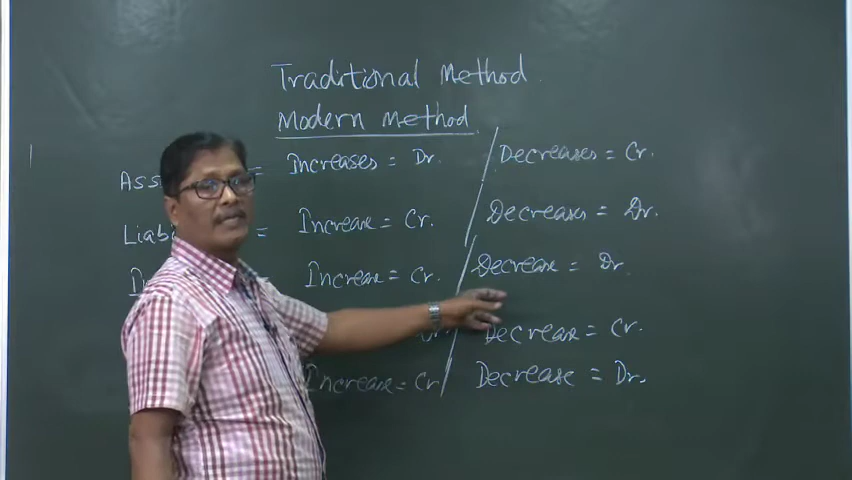 Traditional Method
Modern Method
= Increases = Dr. / Decreases = Cr.
= Increase = Cr. / Decreases = Dr.
Increase = Cr. / Decrease = Dr.
/ Decrease = Cr.
Increase = Cr / Decrease = Dr.